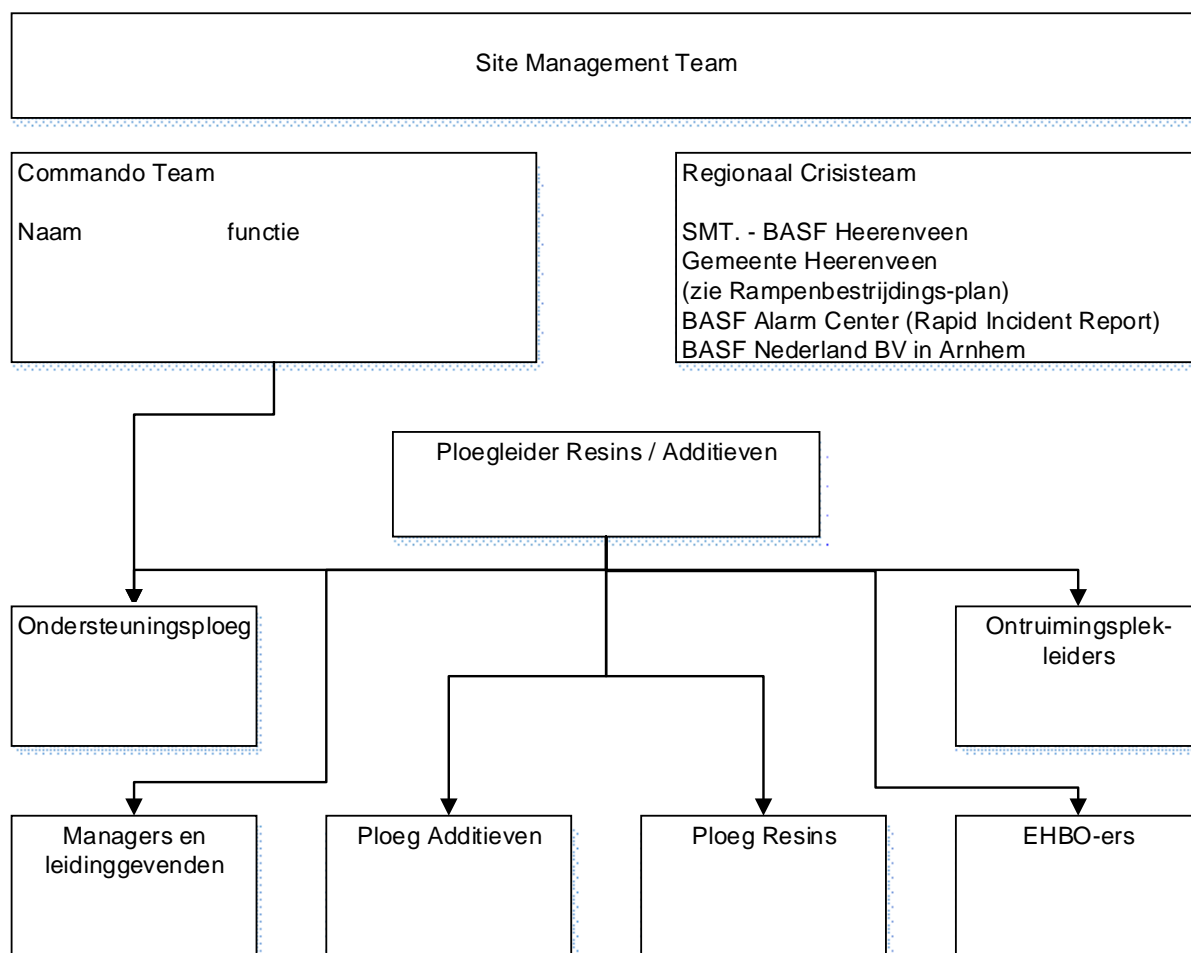 Site Management Team
Commando Team
Naam functie
Regionaal Crisisteam
SMT. - BASF Heerenveen
Gemeente Heerenveen
(zie Rampenbestrijdings-plan)
BASF Alarm Center (Rapid Incident Report)
BASF Nederland BV in Arnhem
Ploegleider Resins / Additieven
Ondersteuningsploeg
Ontruimingsplek-
leiders
Managers en
leidinggevenden
Ploeg Additieven
Ploeg Resins
EHBO-ers